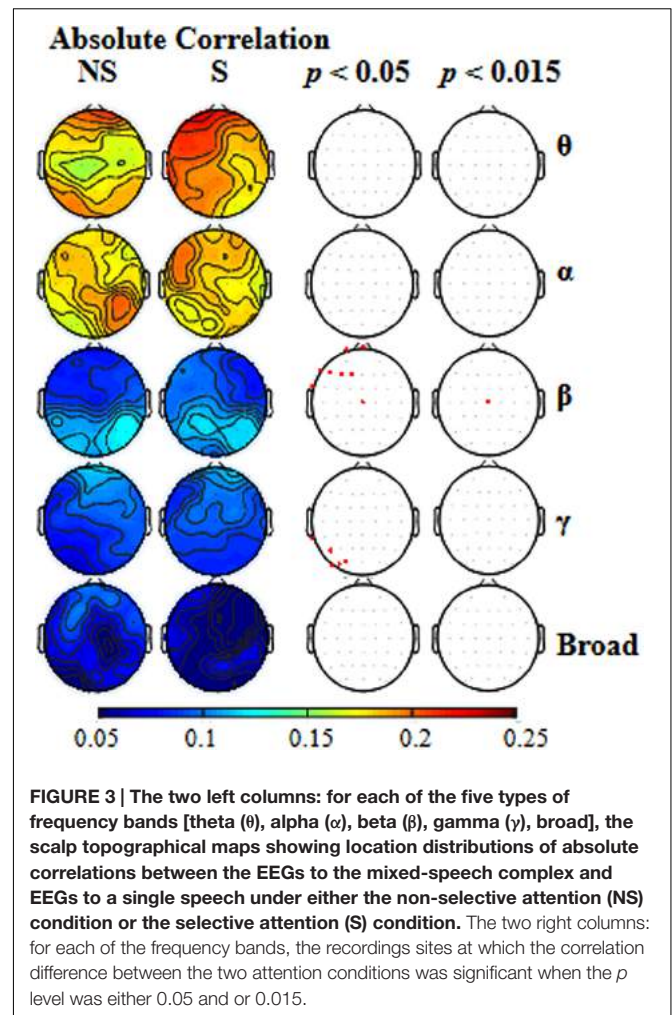 Absolute Correlation
NS S p < 0.05 p < 0.015
θ
α
β
γ
Broad
0.05 0.1 0.15 0.2 0.25
FIGURE 3 | The two left columns: for each of the five types of
frequency bands [theta (θ), alpha (α), beta (β), gamma (γ), broad], the
scalp topographical maps showing location distributions of absolute
correlations between the EEGs to the mixed-speech complex and
EEGs to a single speech under either the non-selective attention (NS)
condition or the selective attention (S) condition. The two right columns:
for each of the frequency bands, the recordings sites at which the correlation
difference between the two attention conditions was significant when the p
level was either 0.05 and or 0.015.